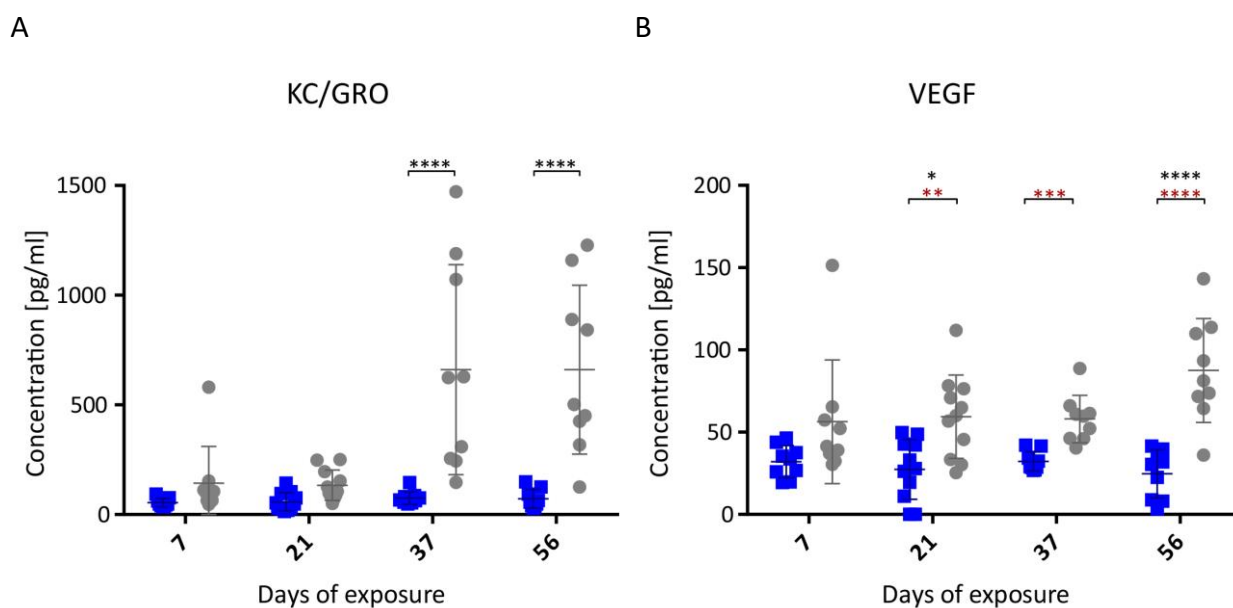 A
B
KC/GRO
VEGF
**** ****
* ****
** *** ****
1500
1000
500
0
Concentration [pg/ml]
7 21 37 56
Days of exposure
200
150
100
50
0
Concentration [pg/ml]
7 21 37 56
Days of exposure